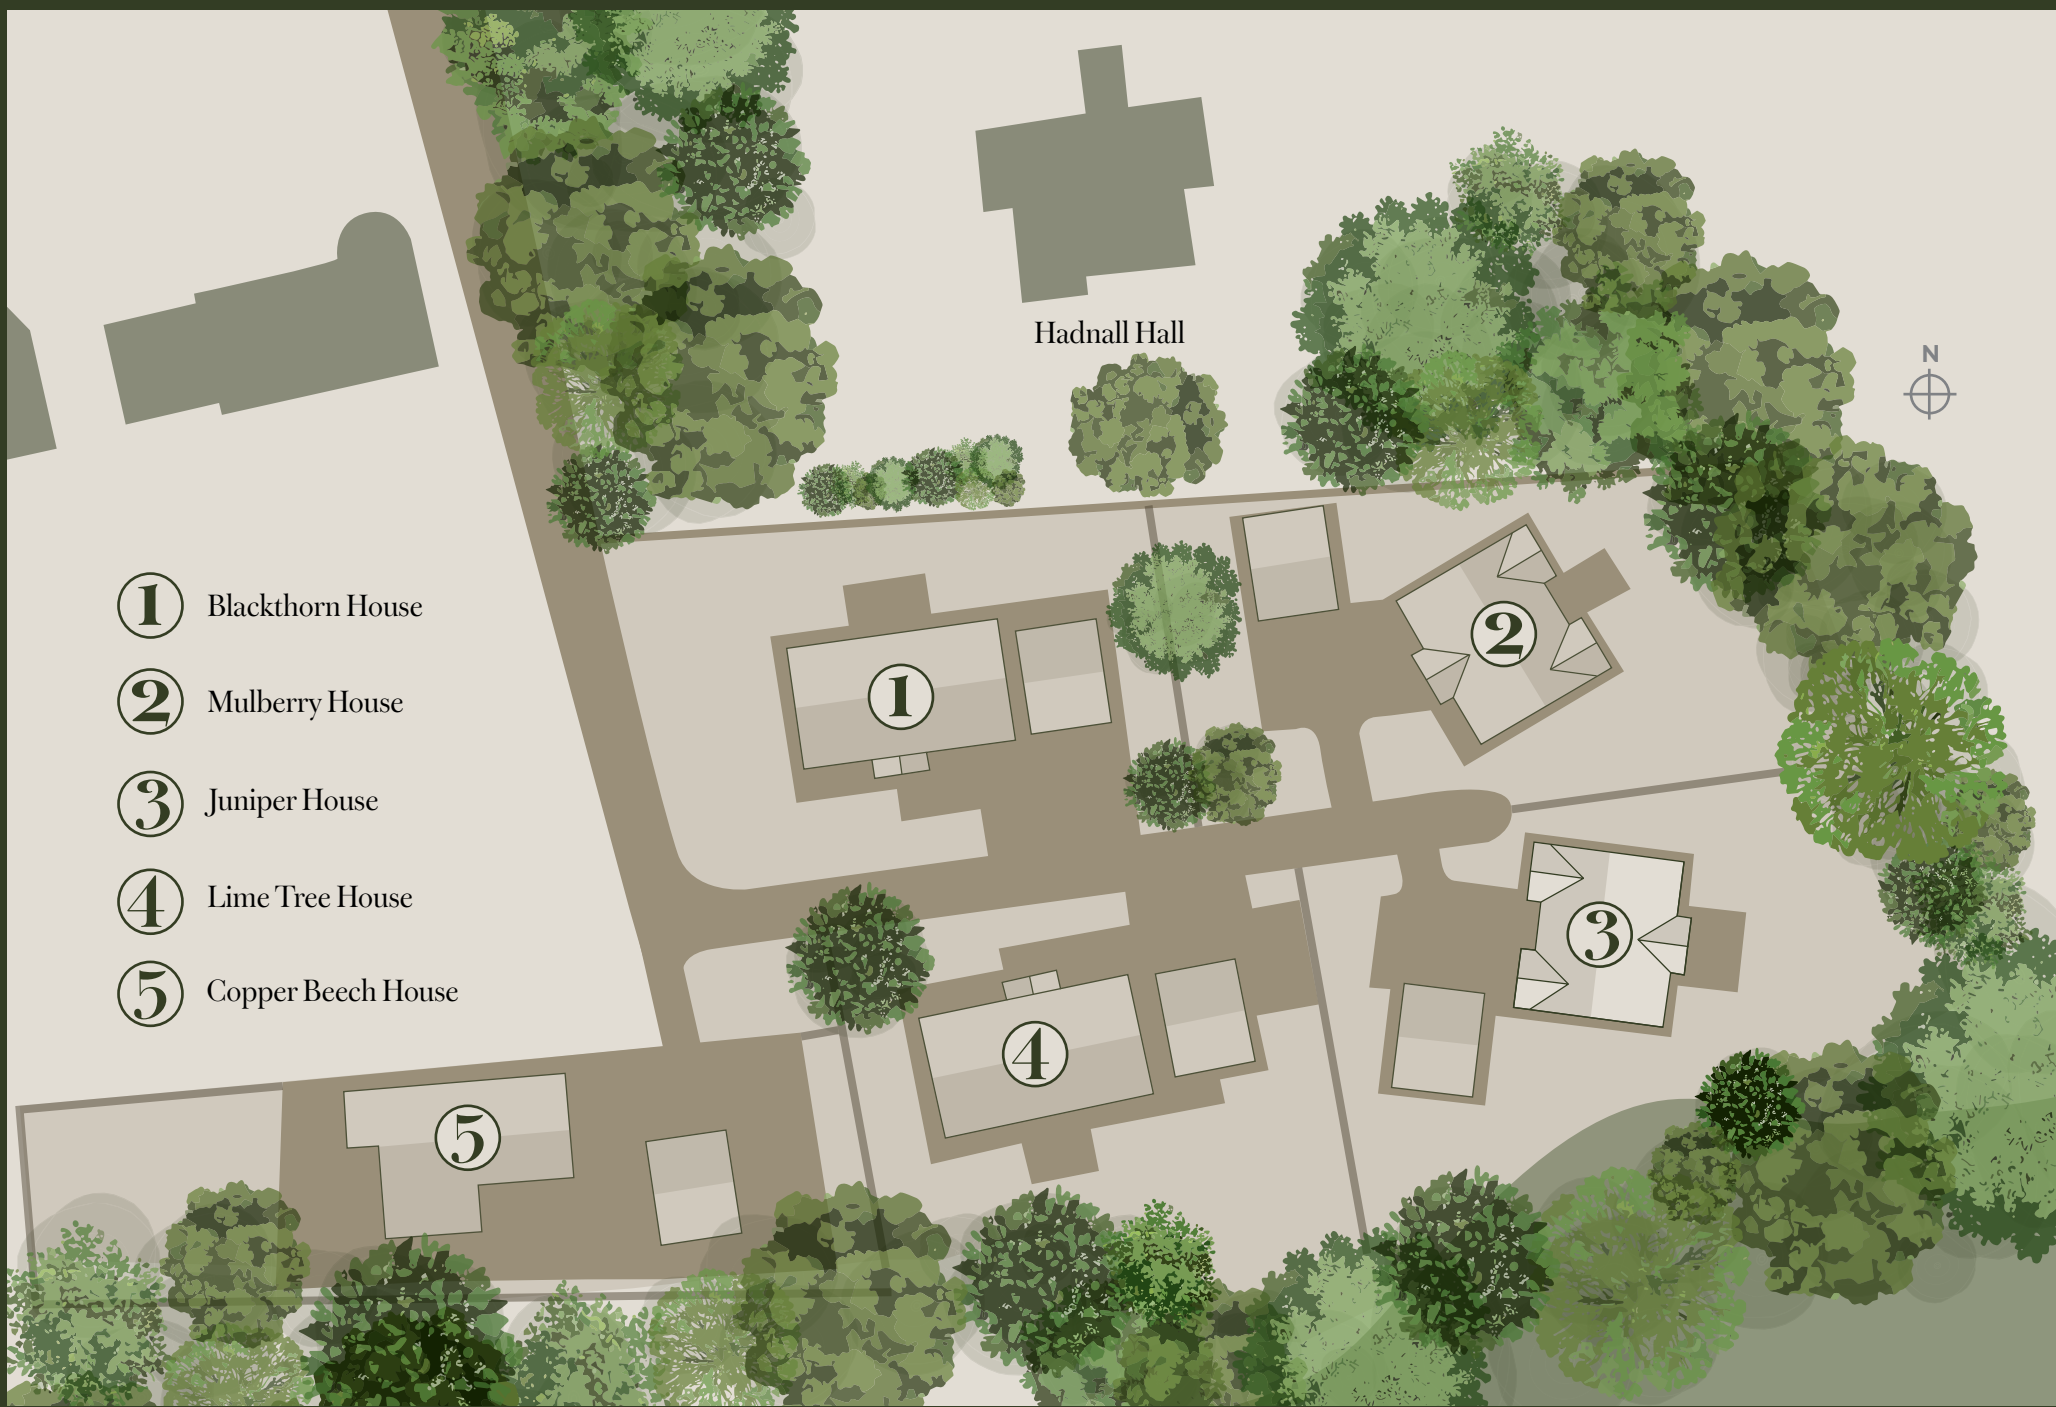 Hadnall Hall
N
1 Blackthorn House
2 Mulberry House
3 Juniper House
4 Lime Tree House
5 Copper Beech House
1
2
3
4
5